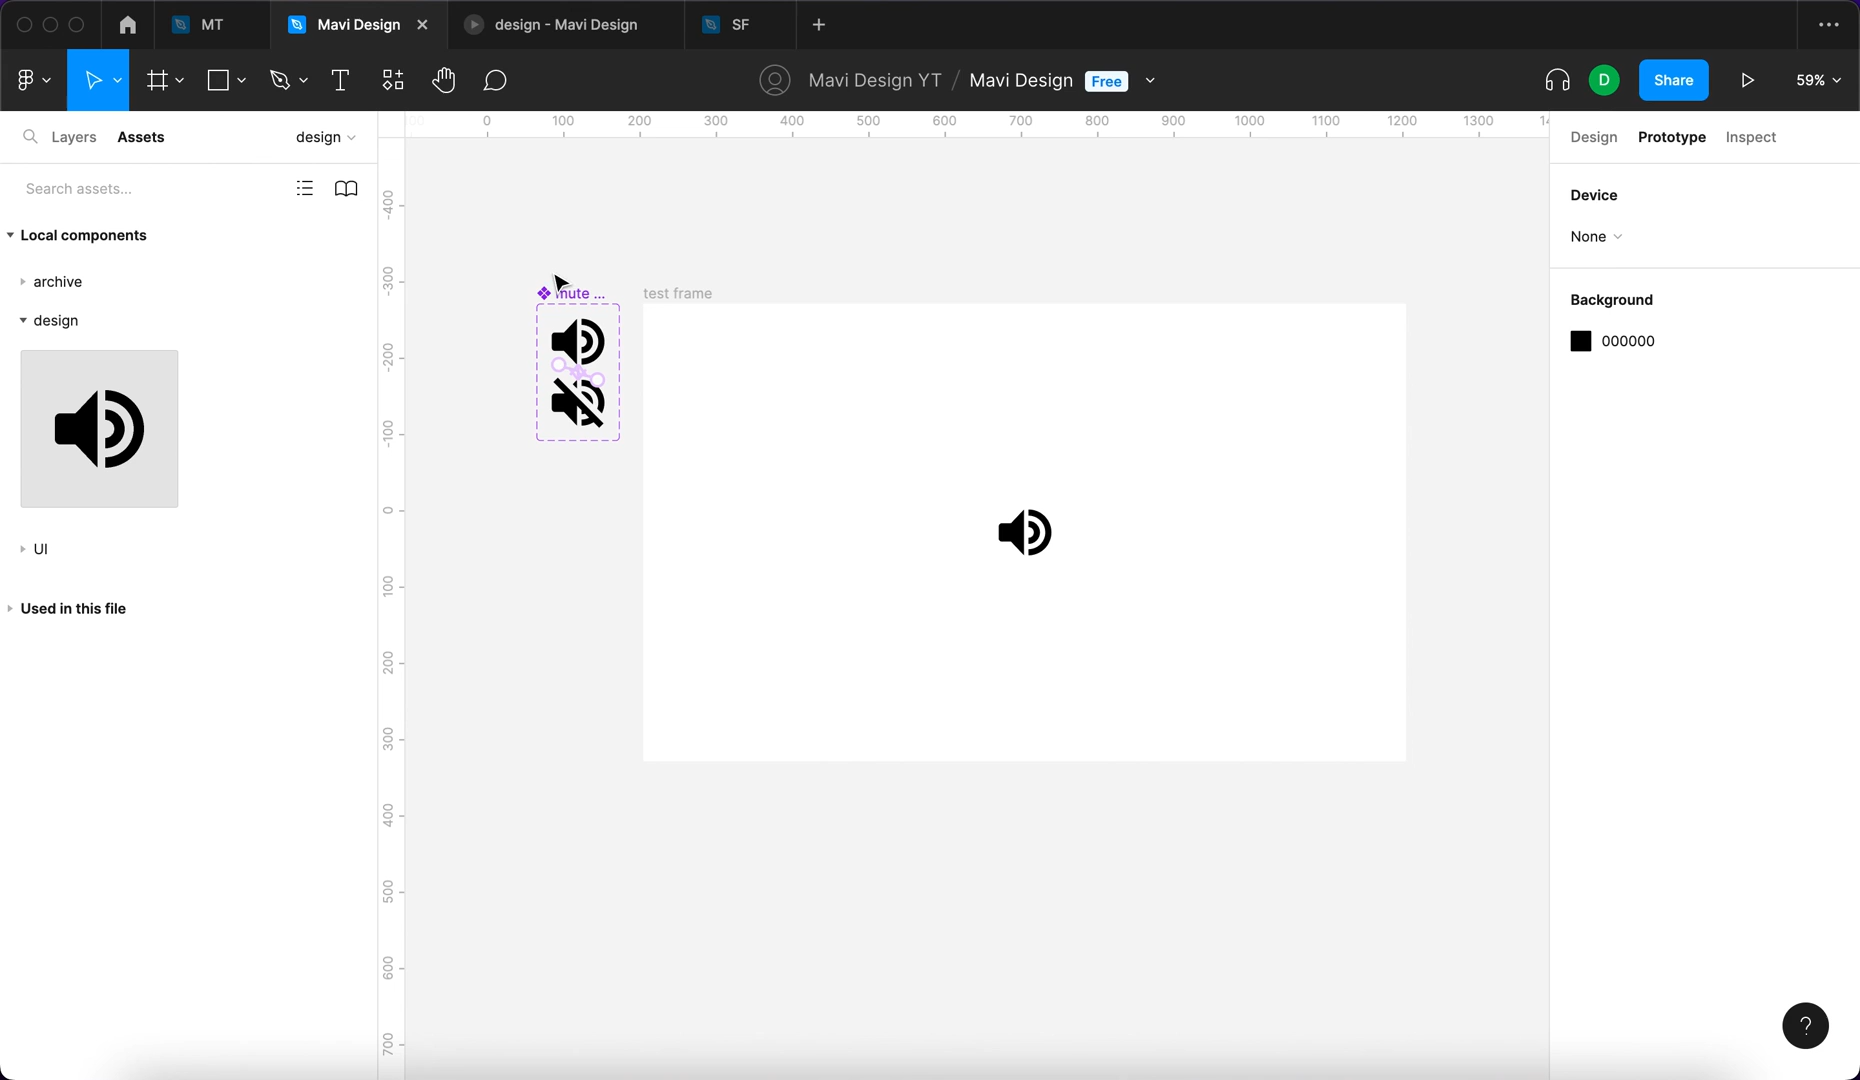 MT
Mavi Design
design - Mavi Design
SF
Mavi Design YT / Mavi Design Free
D
Share
59%
Layers
Assets
design
Search assets...
Local components
archive
design
UI
Used in this file
0 100 200 300 400 500 600 700 800 900 1000 1100 1200 1300
-400
-300
-200
-100
0
100
200
300
400
500
600
700
mute ...
test frame
Design
Prototype
Inspect
Device
None
Background
000000
?